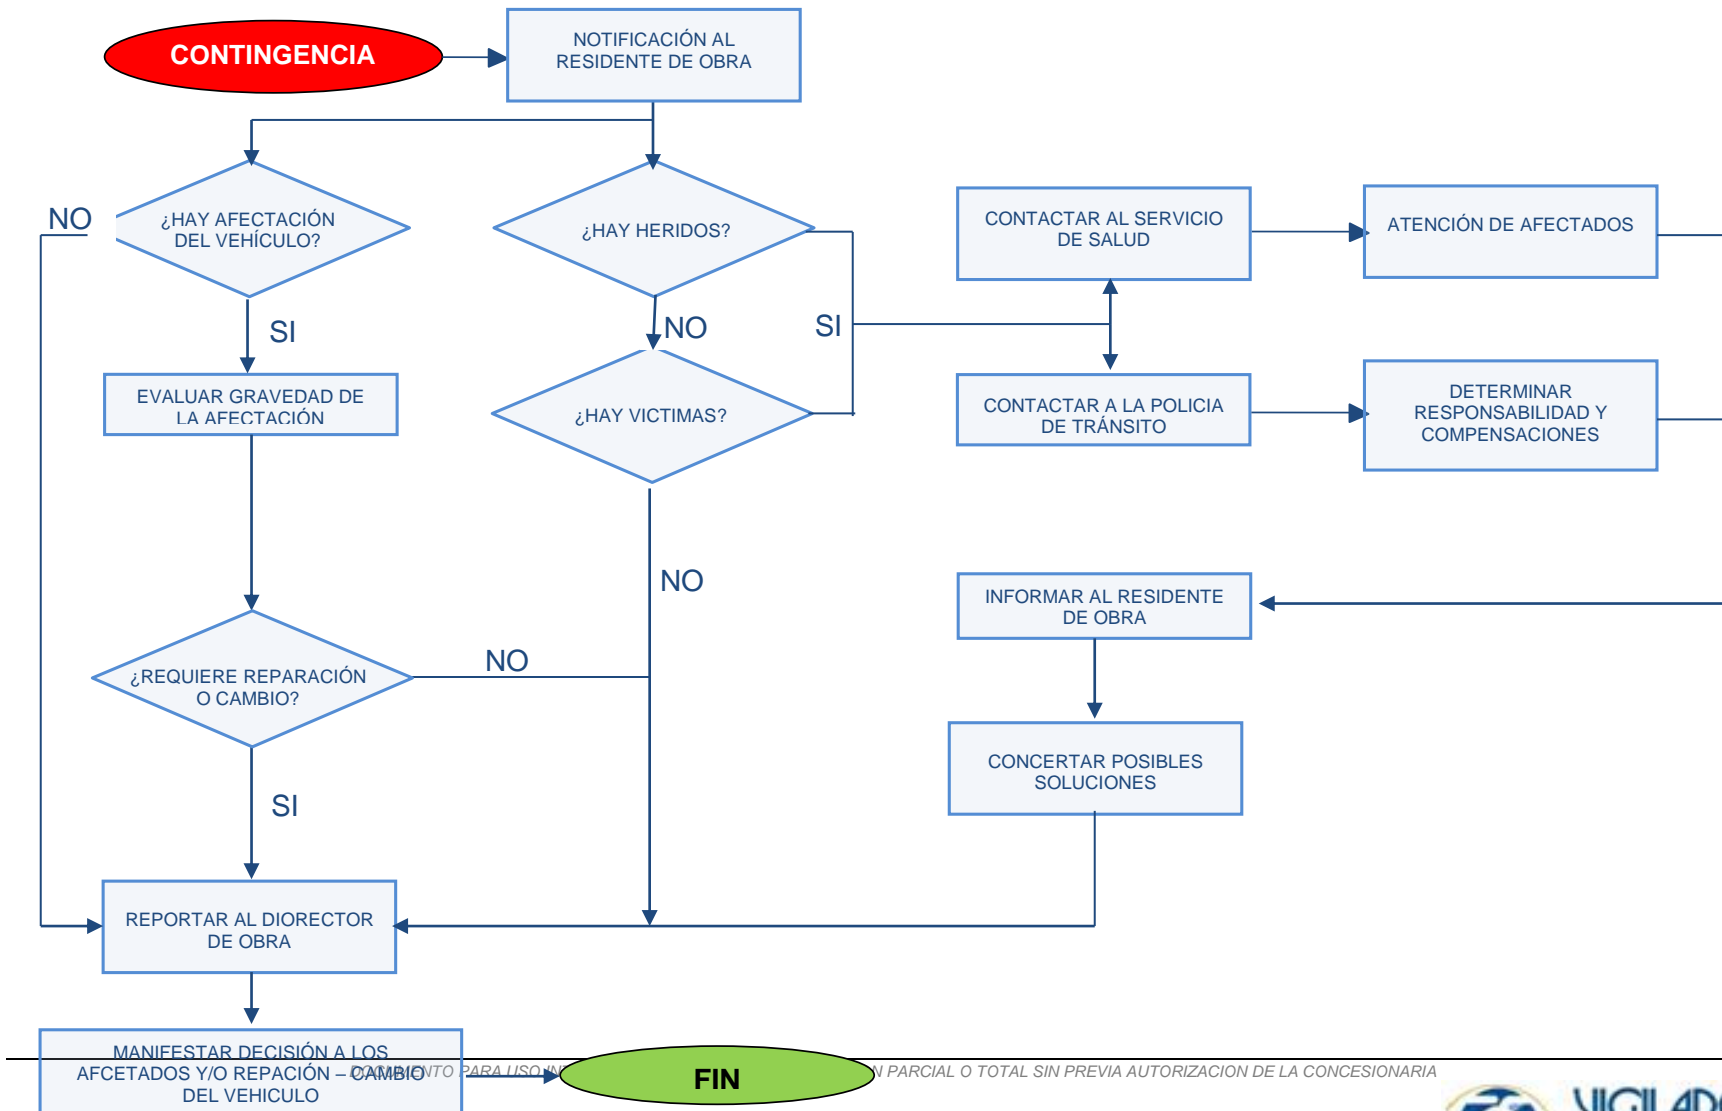 CONTINGENCIA
NOTIFICACIÓN AL
RESIDENTE DE OBRA
NO
¿HAY AFECTACIÓN
DEL VEHÍCULO?
¿HAY HERIDOS?
CONTACTAR AL SERVICIO
DE SALUD
ATENCIÓN DE AFECTADOS
SI
NO
SI
EVALUAR GRAVEDAD DE
LA AFECTACIÓN
¿HAY VICTIMAS?
CONTACTAR A LA POLICIA
DE TRÁNSITO
DETERMINAR
RESPONSABILIDAD Y
COMPENSACIONES
NO
INFORMAR AL RESIDENTE
DE OBRA
¿REQUIERE REPARACIÓN
O CAMBIO?
NO
CONCERTAR POSIBLES
SOLUCIONES
SI
REPORTAR AL DIORECTOR
DE OBRA
MANIFESTAR DECISIÓN A LOS
AFCETADOS Y/O REPACIÓN – CAMBIO
DEL VEHICULO
FIN
DOCUMENTO PARA USO N PARCIAL O TOTAL SIN PREVIA AUTORIZACION DE LA CONCESIONARIA